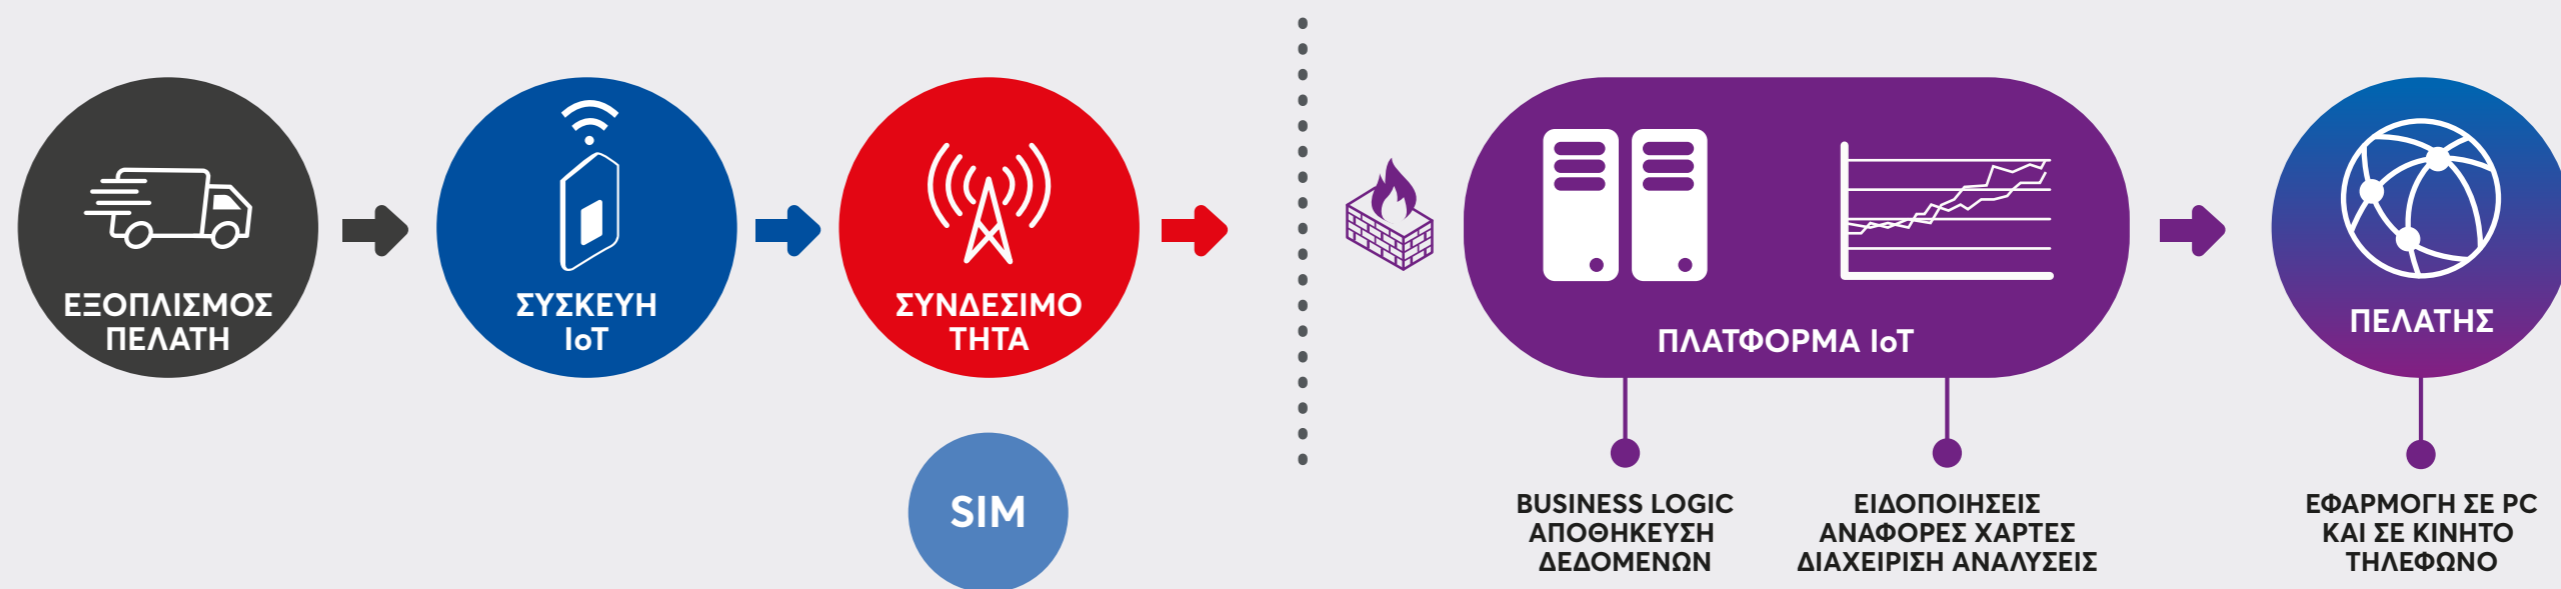 ΕΞΟΠΛΙΣΜΟΣ
ΠΕΛΑΤΗ
ΣΥΣΚΕΥΗ
IoT
ΣΥΝΔΕΣΙΜΟ
ΤΗΤΑ
SIM
ΠΛΑΤΦΟΡΜΑ IoT
BUSINESS LOGIC
ΑΠΟΘΗΚΕΥΣΗ
ΔΕΔΟΜΕΝΩΝ
ΕΙΔΟΠΟΙΗΣΕΙΣ
ΑΝΑΦΟΡΕΣ ΧΑΡΤΕΣ
ΔΙΑΧΕΙΡΙΣΗ ΑΝΑΛΥΣΕΙΣ
ΠΕΛΑΤΗΣ
ΕΦΑΡΜΟΓΗ ΣΕ PC
ΚΑΙ ΣΕ ΚΙΝΗΤΟ
ΤΗΛΕΦΩΝΟ